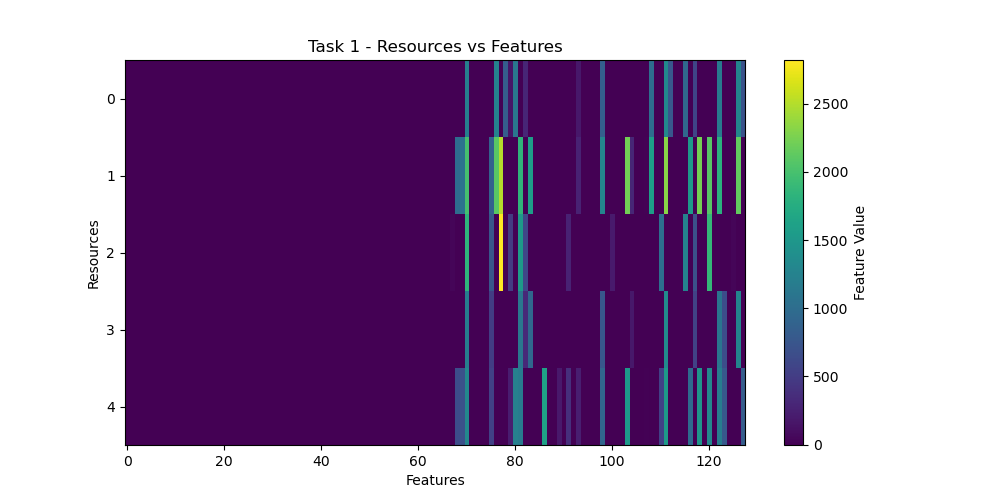 Task 1 - Resources vs Features
Resources
0
1
2
3
4
0 20 40 60 80 100 120
Features
2500
2000
1500
1000
500
0
Feature Value